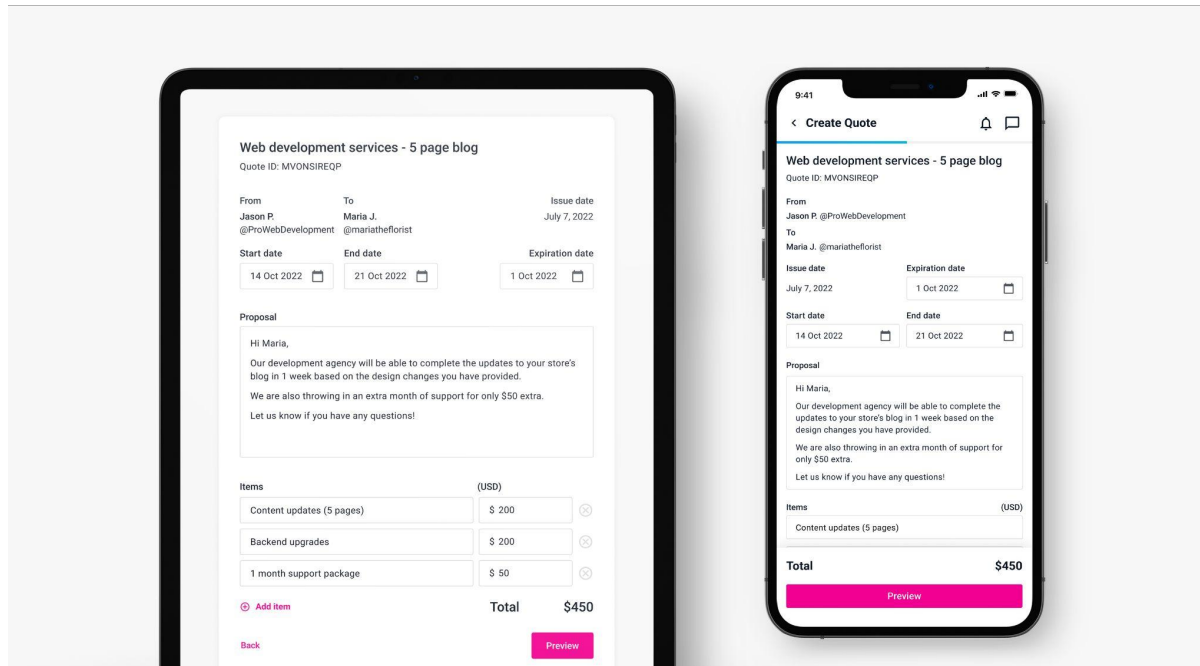 Web development services - 5 page blog
Quote ID: MVONSIREQP
From
To
Issue date
Jason P.
Maria J.
July 7, 2022
@ProWebDevelopment
@mariatheflorist
Start date
End date
Expiration date
14 Oct 2022
21 Oct 2022
1 Oct 2022
Proposal
Hi Maria,
Our development agency will be able to complete the updates to your store's
blog in 1 week based on the design changes you have provided.
We are also throwing in an extra month of support for only $50 extra.
Let us know if you have any questions!
Items
(USD)
Content updates (5 pages)
$ 200
Backend upgrades
$ 200
1 month support package
$ 50
Add item
Total
$450
Back
Preview
9:41
Create Quote
Web development services - 5 page blog
Quote ID: MVONSIREQP
From
Jason P. @ProWebDevelopment
To
Maria J. @mariatheflorist
Issue date
Expiration date
July 7, 2022
1 Oct 2022
Start date
End date
14 Oct 2022
21 Oct 2022
Proposal
Hi Maria,
Our development agency will be able to complete the
updates to your store's blog in 1 week based on the
design changes you have provided.
We are also throwing in an extra month of support for
only $50 extra.
Let us know if you have any questions!
Items
(USD)
Content updates (5 pages)
Total
$450
Preview